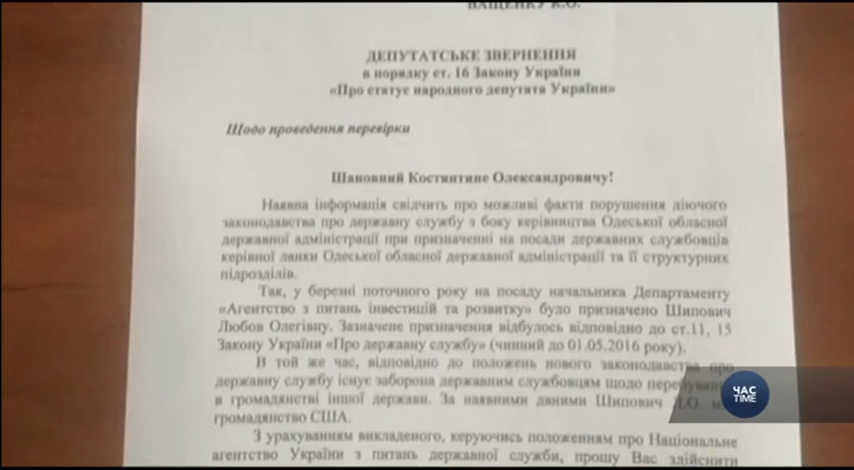 ВАЩЕНКУ К.О.
ДЕПУТАТСЬКЕ ЗВЕРНЕННЯ
в порядку ст. 16 Закону України
«Про статус народного депутата України»
Щодо проведення перевірки
Шановний Костянтине Олександровичу!
Наявна інформація свідчить про можливі факти порушення діючого
законодавства про державну службу з боку керівництва Одеської обласної
державної адміністрації при призначенні на посади державних службовців
керівної ланки Одеської обласної державної адміністрації та її структурних
підрозділів.
Так, у березні поточного року на посаду начальника Департаменту
«Агентство з питань інвестицій та розвитку» було призначено Шипович
Любов Олегівну. Зазначене призначення відбулось відповідно до ст.11, 15
Закону України «Про державну службу» (чинний до 01.05.2016 року).
В той же час, відповідно до положень нового законодавства про
державну службу існує заборона державним службовцям щодо перебування
в громадянстві іншої держави. За наявними даними Шипович Л.О.
громадянство США.
З урахуванням викладеного, керуючись положенням про Національне
агентство України з питань державної служби, прошу Вас здійснити
ЧАС
TIME